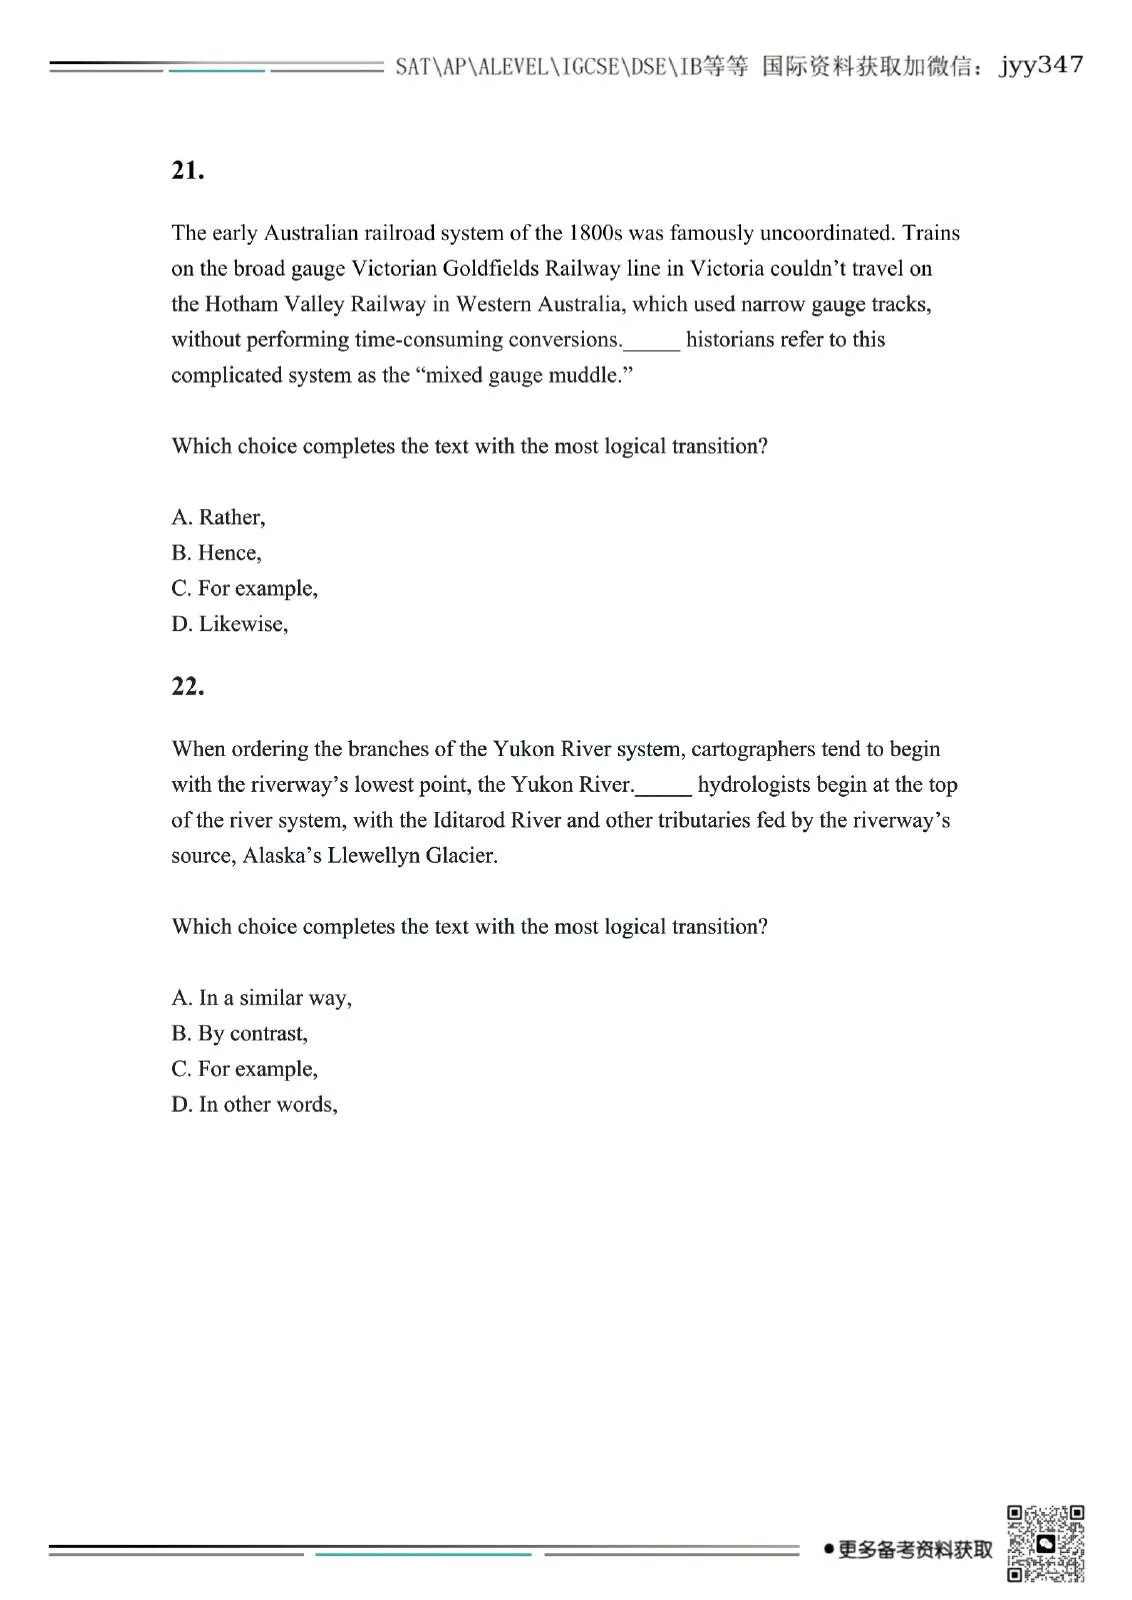 SAT\AP\ALEVEL\IGCSE\DSE\IB等等 国际资料获取加微信: jyy347
21.
The early Australian railroad system of the 1800s was famously uncoordinated. Trains
on the broad gauge Victorian Goldfields Railway line in Victoria couldn’t travel on
the Hotham Valley Railway in Western Australia, which used narrow gauge tracks,
without performing time-consuming conversions._____ historians refer to this
complicated system as the “mixed gauge muddle.”
Which choice completes the text with the most logical transition?
A. Rather,
B. Hence,
C. For example,
D. Likewise,
22.
When ordering the branches of the Yukon River system, cartographers tend to begin
with the riverway’s lowest point, the Yukon River._____ hydrologists begin at the top
of the river system, with the Iditarod River and other tributaries fed by the riverway’s
source, Alaska’s Llewellyn Glacier.
Which choice completes the text with the most logical transition?
A. In a similar way,
B. By contrast,
C. For example,
D. In other words,
●更多备考资料获取